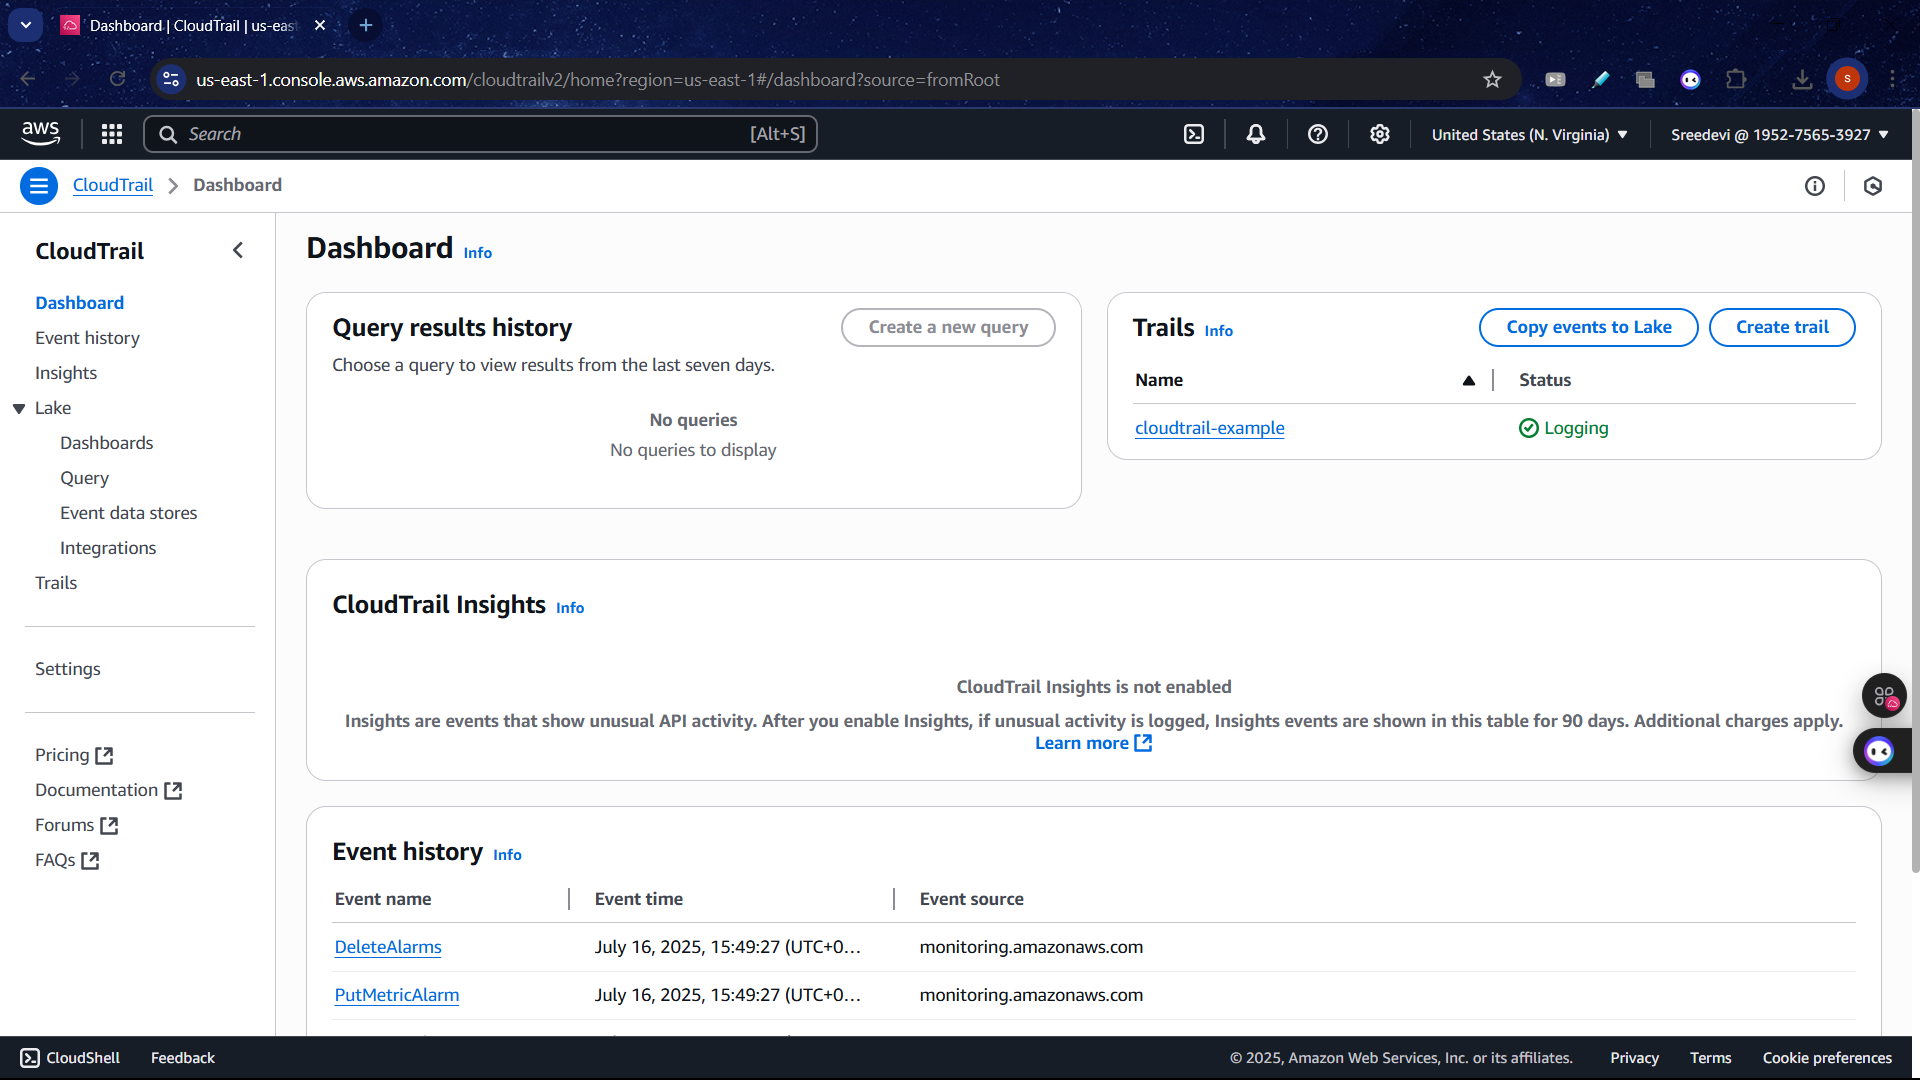 Dashboard | CloudTrail | us-eas
us-east-1.console.aws.amazon.com/cloudtrailv2/home?region=us-east-1#/dashboard?source=fromRoot
S
aws
Search
[Alt+S]
United States (N. Virginia)
Sreedevi @ 1952-7565-3927
CloudTrail
Dashboard
CloudTrail
Dashboard
Event history
Insights
Lake
Dashboards
Query
Event data stores
Integrations
Trails
Settings
Pricing
Documentation
Forums
FAQs
Dashboard Info
Query results history
Create a new query
Choose a query to view results from the last seven days.
No queries
No queries to display
Trails Info
Copy events to Lake
Create trail
Name
Status
cloudtrail-example
Logging
CloudTrail Insights Info
CloudTrail Insights is not enabled
Insights are events that show unusual API activity. After you enable Insights, if unusual activity is logged, Insights events are shown in this table for 90 days. Additional charges apply.
Learn more
Event history Info
Event name
Event time
Event source
DeleteAlarms
July 16, 2025, 15:49:27 (UTC+0…
monitoring.amazonaws.com
PutMetricAlarm
July 16, 2025, 15:49:27 (UTC+0…
monitoring.amazonaws.com
CloudShell
Feedback
© 2025, Amazon Web Services, Inc. or its affiliates.
Privacy
Terms
Cookie preferences